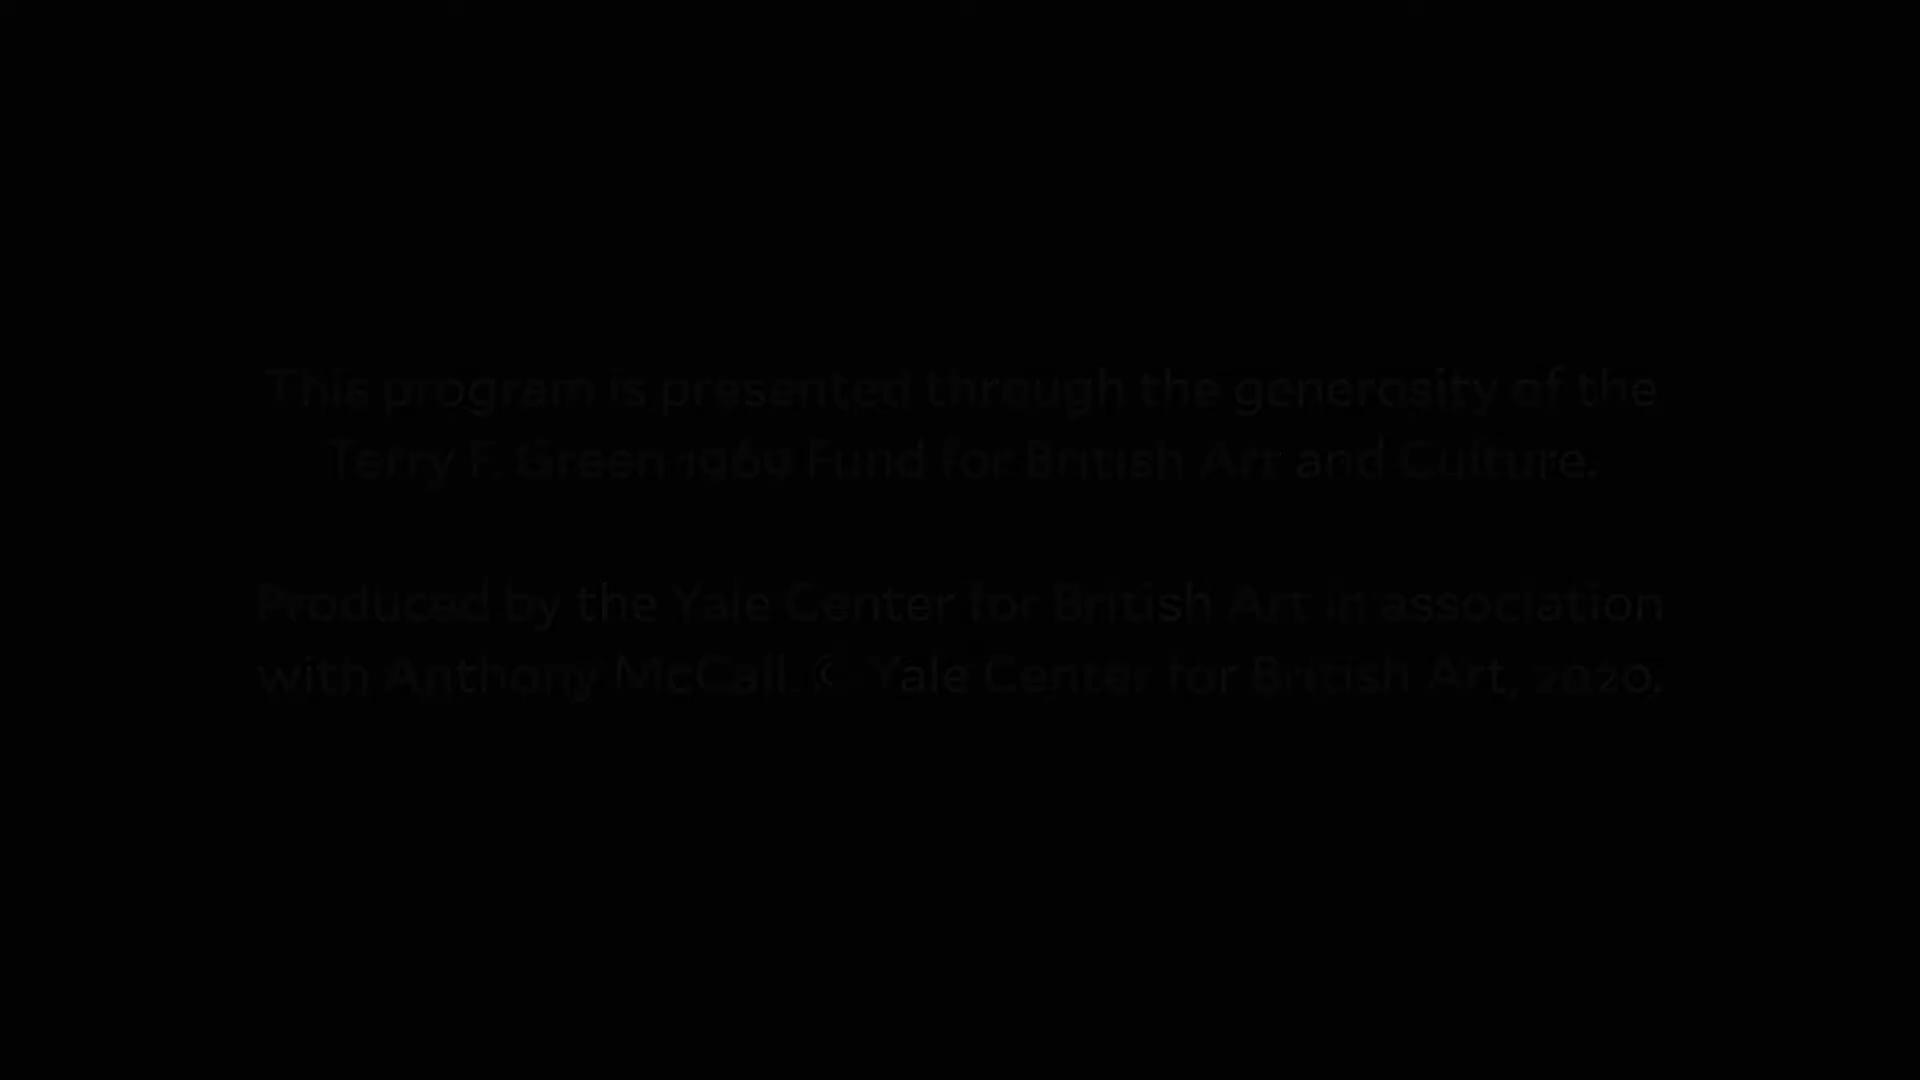 This program is presented through the generosity of the
Terry F. Green 1969 Fund for British Art and Culture.
Produced by the Yale Center for British Art in association
with Anthony McCall. © Yale Center for British Art, 2020.